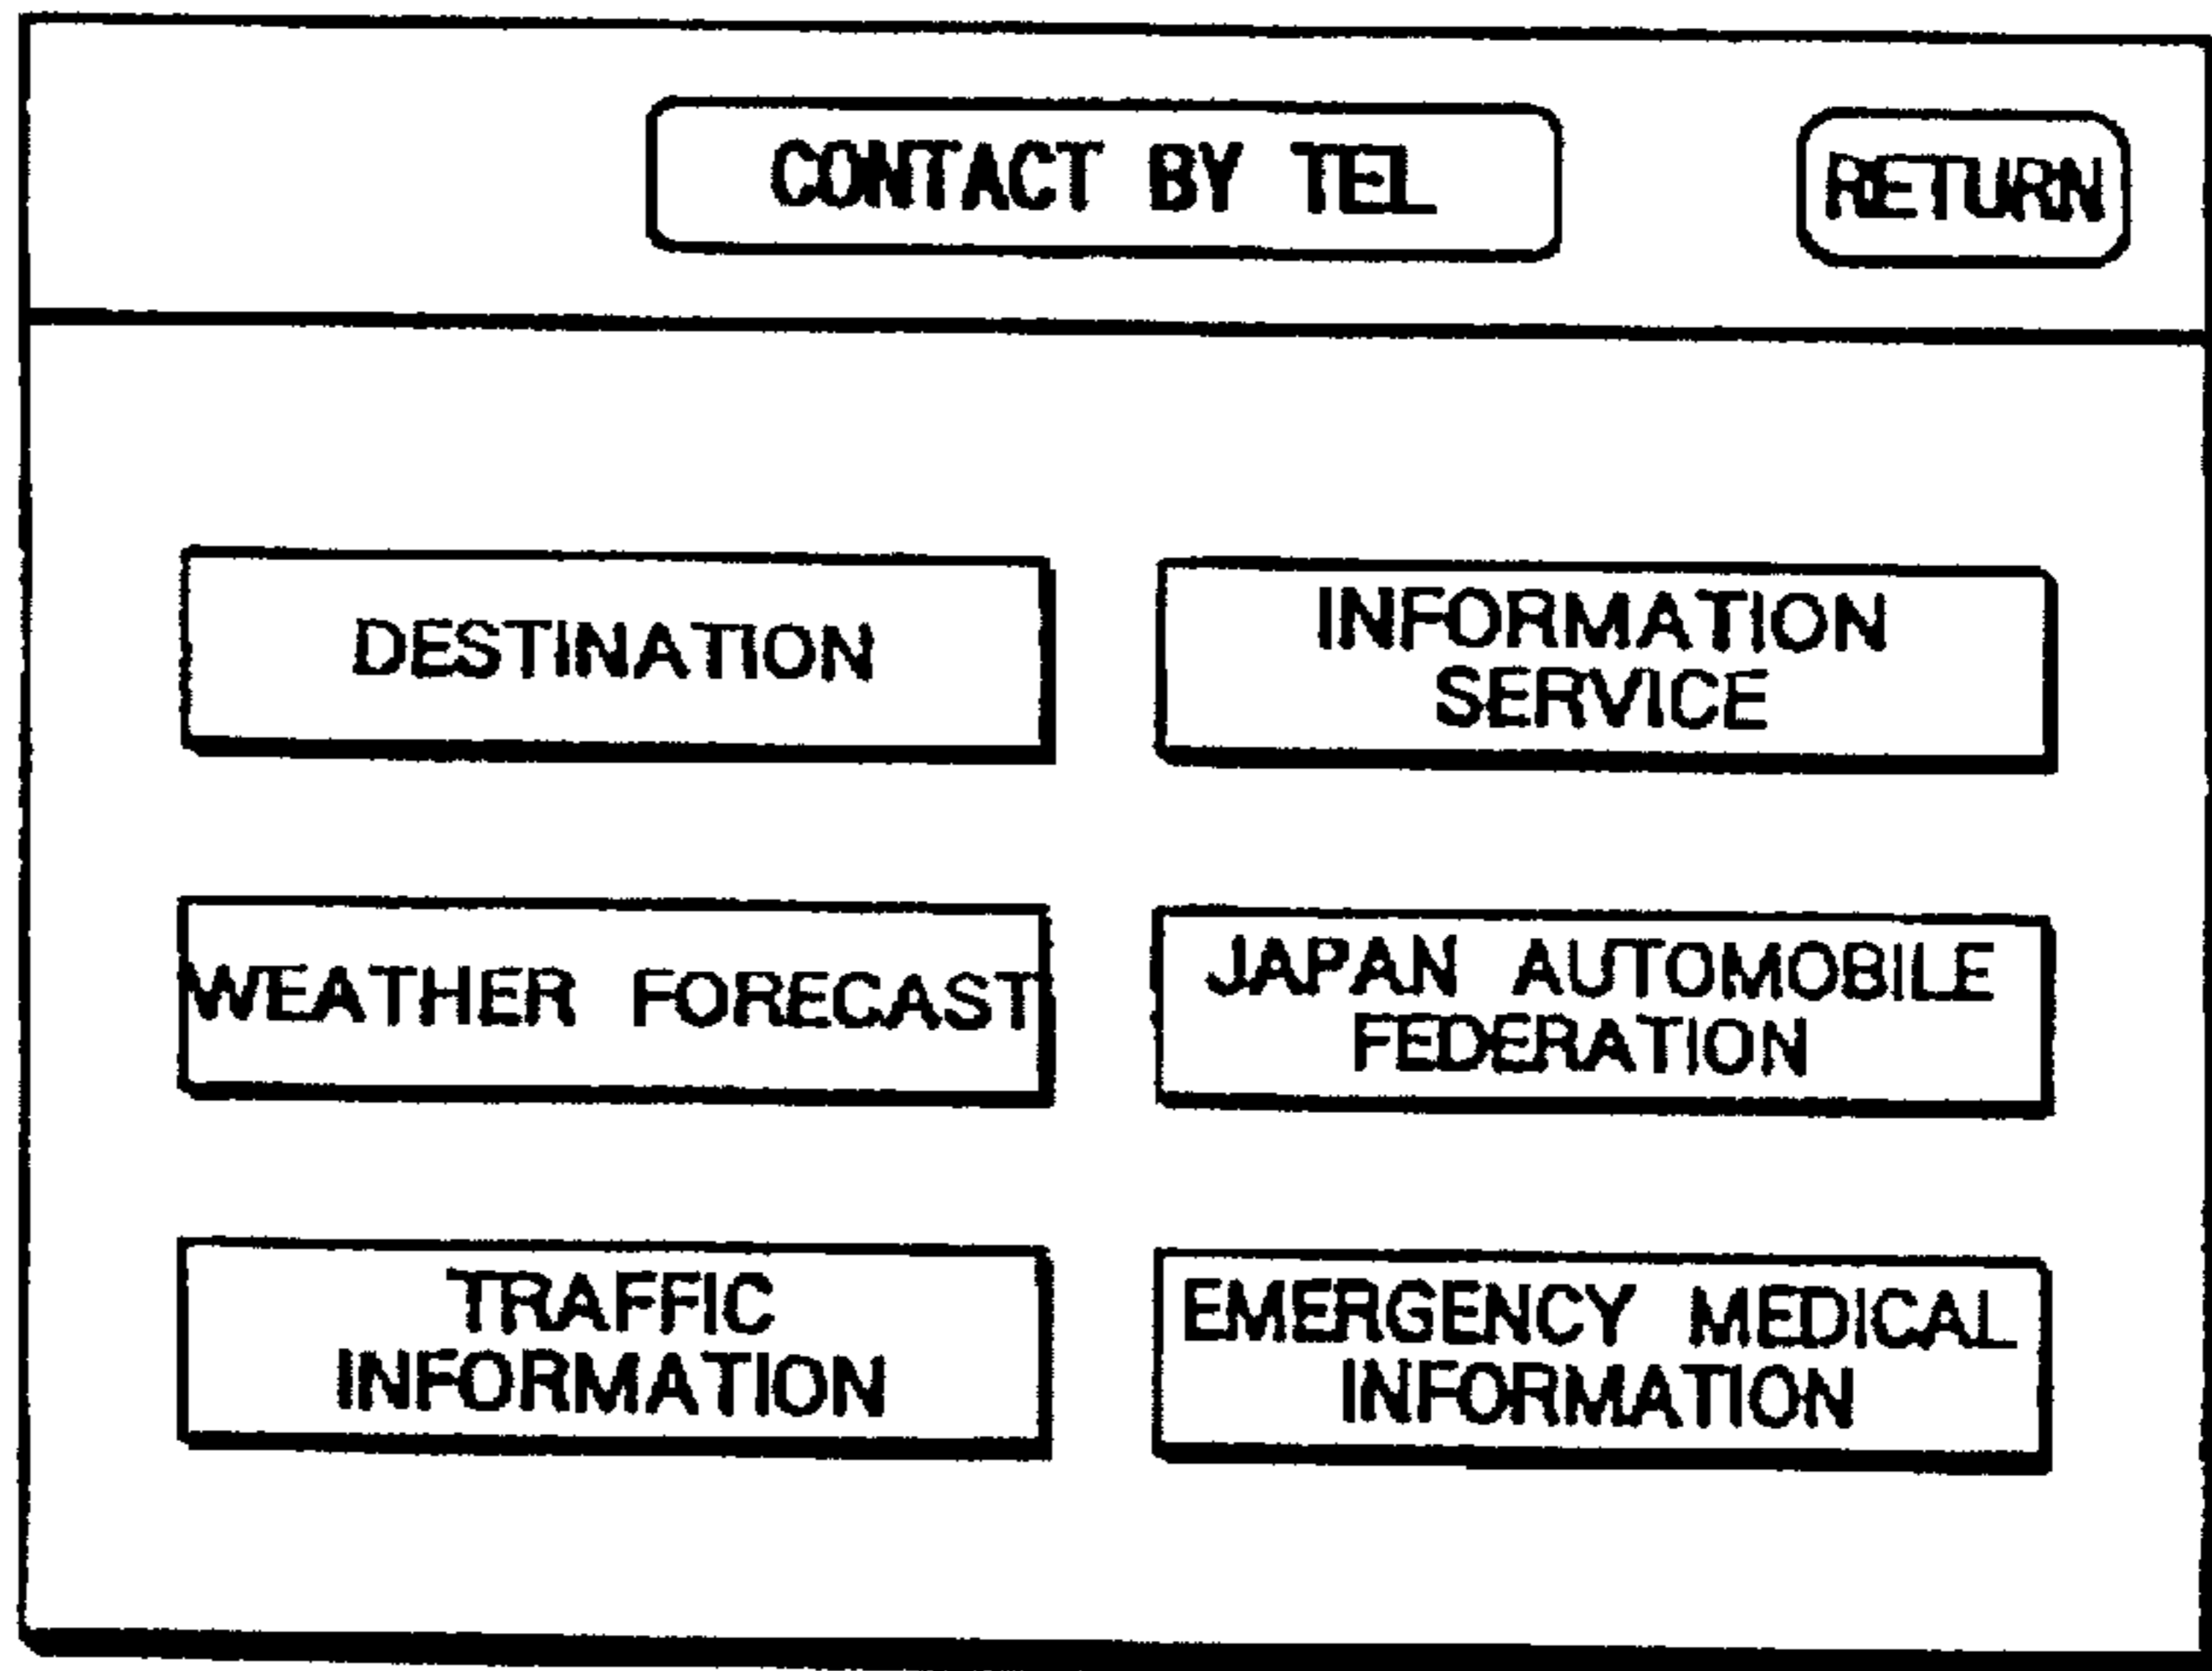 CONTACT BY TEL
RETURN
DESTINATION
INFORMATION
SERVICE
WEATHER FORECAST
JAPAN AUTOMOBILE
FEDERATION
TRAFFIC
INFORMATION
EMERGENCY MEDICAL
INFORMATION